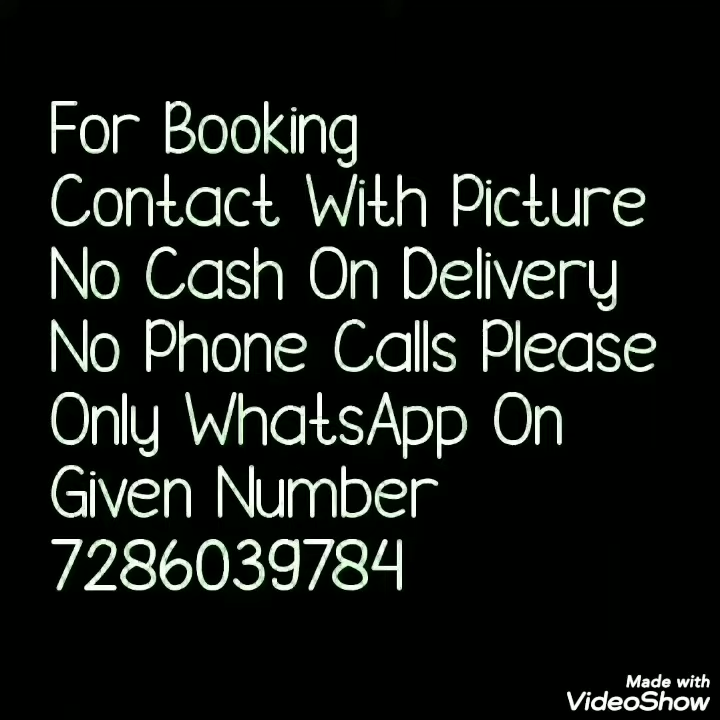 For Booking
Contact With Picture
No Cash On Delivery
No Phone Calls Please
Only WhatsApp On
Given Number
7286039784
Made with
VideoShow